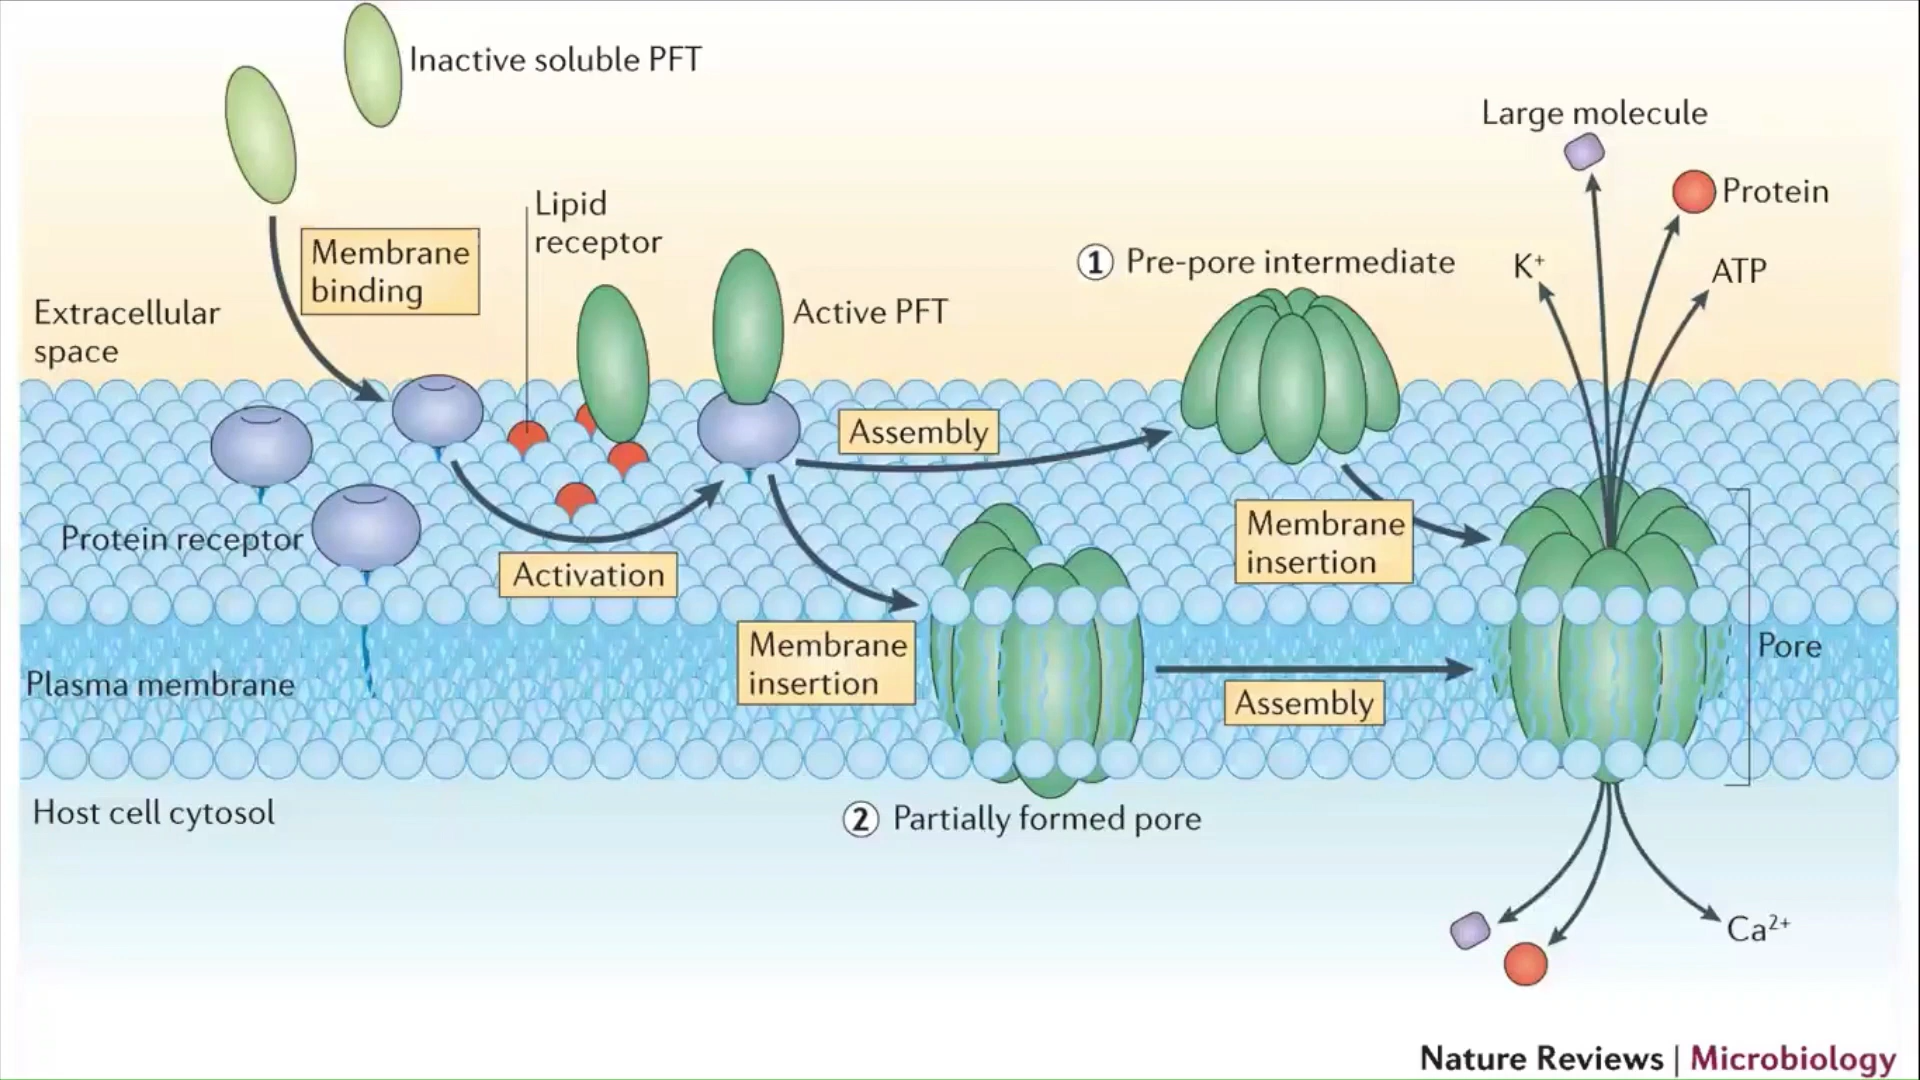 Inactive soluble PFT
Large molecule
Protein
Lipid
receptor
Membrane
binding
① Pre-pore intermediate
K⁺
ATP
Extracellular
space
Active PFT
Assembly
Protein receptor
Activation
Membrane
insertion
Membrane
insertion
Pore
Plasma membrane
Assembly
Host cell cytosol
② Partially formed pore
Ca²⁺
Nature Reviews | Microbiology